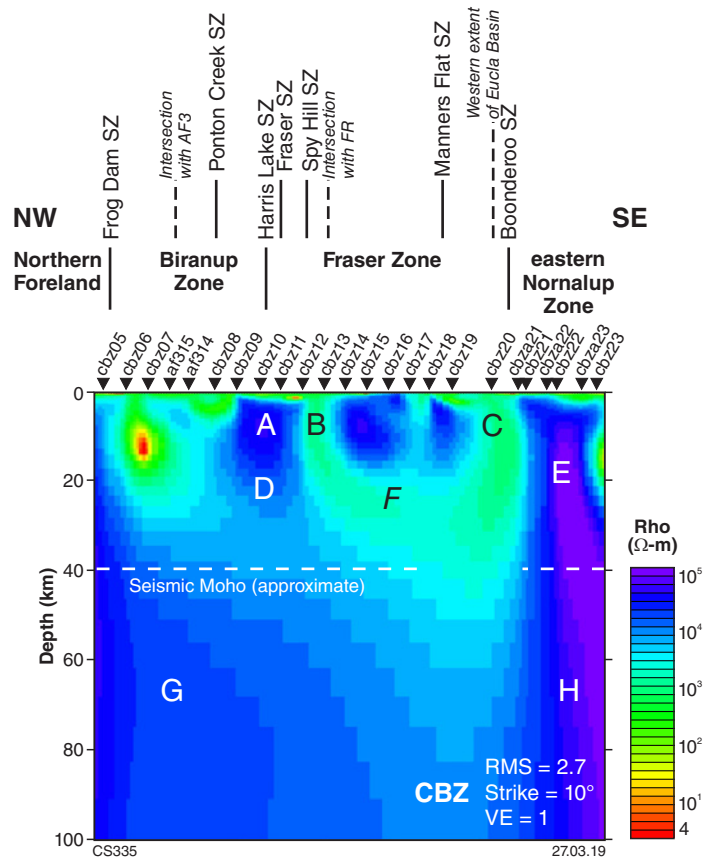 Frog Dam SZ
Intersection
with AF3
Ponton Creek SZ
Harris Lake SZ
Fraser SZ
Spy Hill SZ
Intersection
with FR
Manners Flat SZ
Western extent
of Eucla Basin
Boonderoo SZ
NW
SE
Northern
Foreland
Biranup
Zone
Fraser Zone
eastern
Nornalup
Zone
cbz05
cbz06
cbz07
af315
af314
cbz08
cbz09
cbz10
cbz11
cbz12
cbz13
cbz14
cbz15
cbz16
cbz17
cbz18
cbz19
cbz20
cbza21
cbz21
cbza22
cbz22
cbza23
cbz23
0
20
40
60
80
100
Depth (km)
A
B
C
D
E
F
Seismic Moho (approximate)
G
H
CBZ
RMS = 2.7
Strike = 10°
VE = 1
Rho
(Ω-m)
10⁵
10⁴
10³
10²
10¹
4
CS335
27.03.19